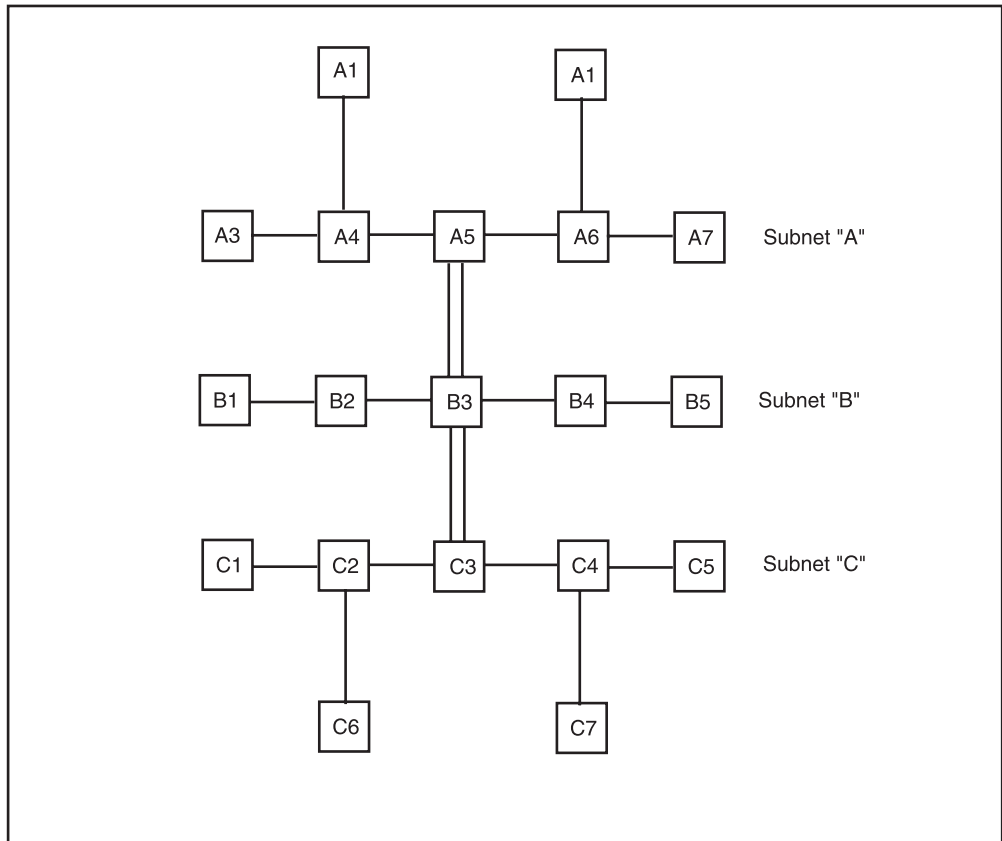 A1 A1
A3 A4 A5 A6 A7 Subnet "A"
B1 B2 B3 B4 B5 Subnet "B"
C1 C2 C3 C4 C5 Subnet "C"
C6 C7